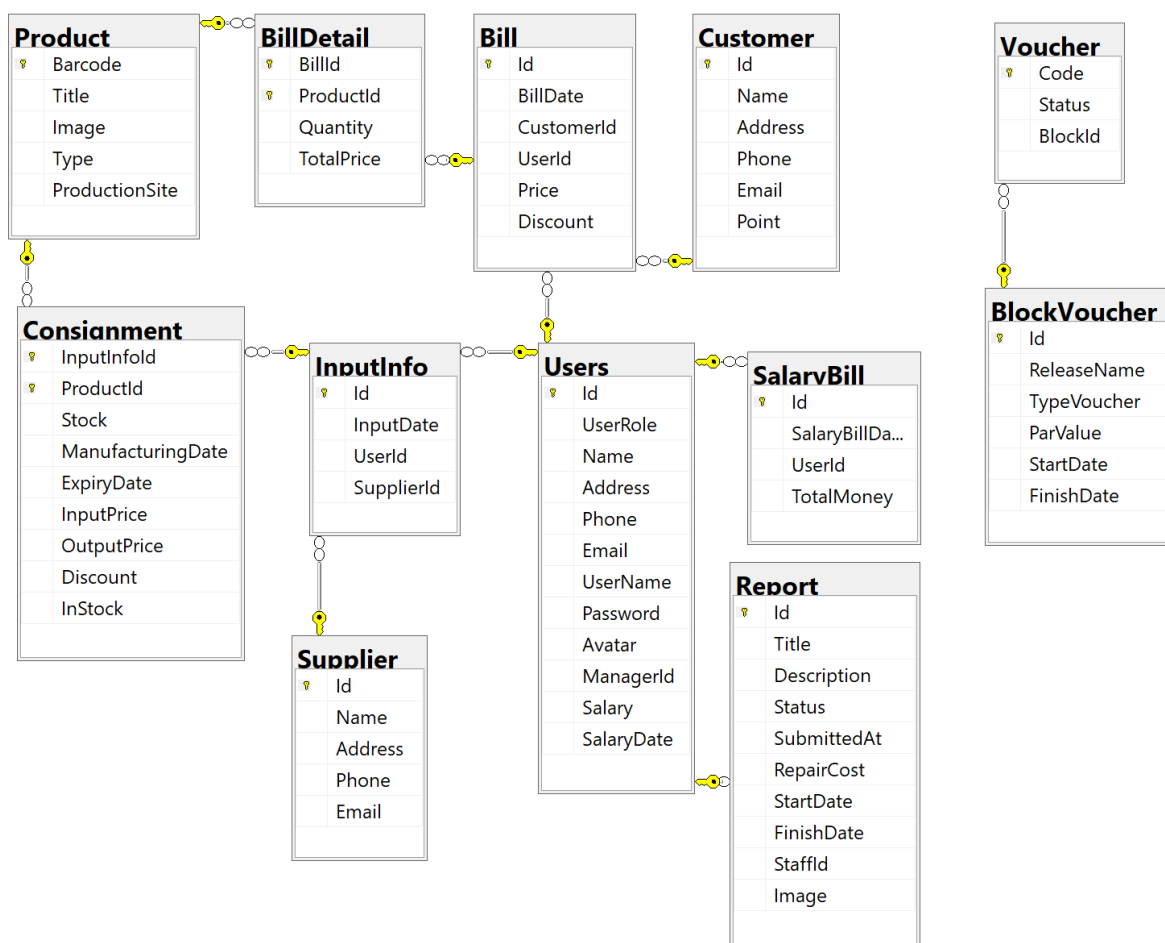 Product
Barcode
Title
Image
Type
ProductionSite
BillDetail
BillId
ProductId
Quantity
TotalPrice
Bill
Id
BillDate
CustomerId
UserId
Price
Discount
Customer
Id
Name
Address
Phone
Email
Point
Voucher
Code
Status
BlockId
Consignment
InputInfoId
ProductId
Stock
ManufacturingDate
ExpiryDate
InputPrice
OutputPrice
Discount
InStock
InputInfo
Id
InputDate
UserId
SupplierId
Users
Id
UserRole
Name
Address
Phone
Email
UserName
Password
Avatar
ManagerId
Salary
SalaryDate
SalaryBill
Id
SalaryBillDa...
UserId
TotalMoney
BlockVoucher
Id
ReleaseName
TypeVoucher
ParValue
StartDate
FinishDate
Supplier
Id
Name
Address
Phone
Email
Report
Id
Title
Description
Status
SubmittedAt
RepairCost
StartDate
FinishDate
StaffId
Image